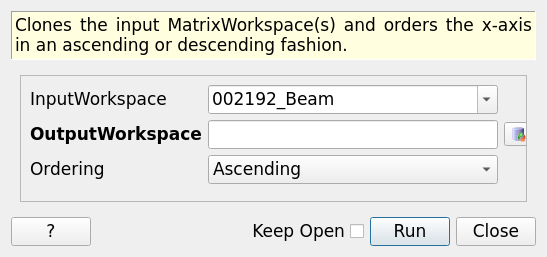 Clones the input MatrixWorkspace(s) and orders the x-axis
in an ascending or descending fashion.
InputWorkspace 002192_Beam
OutputWorkspace
Ordering Ascending
? Keep Open Run Close